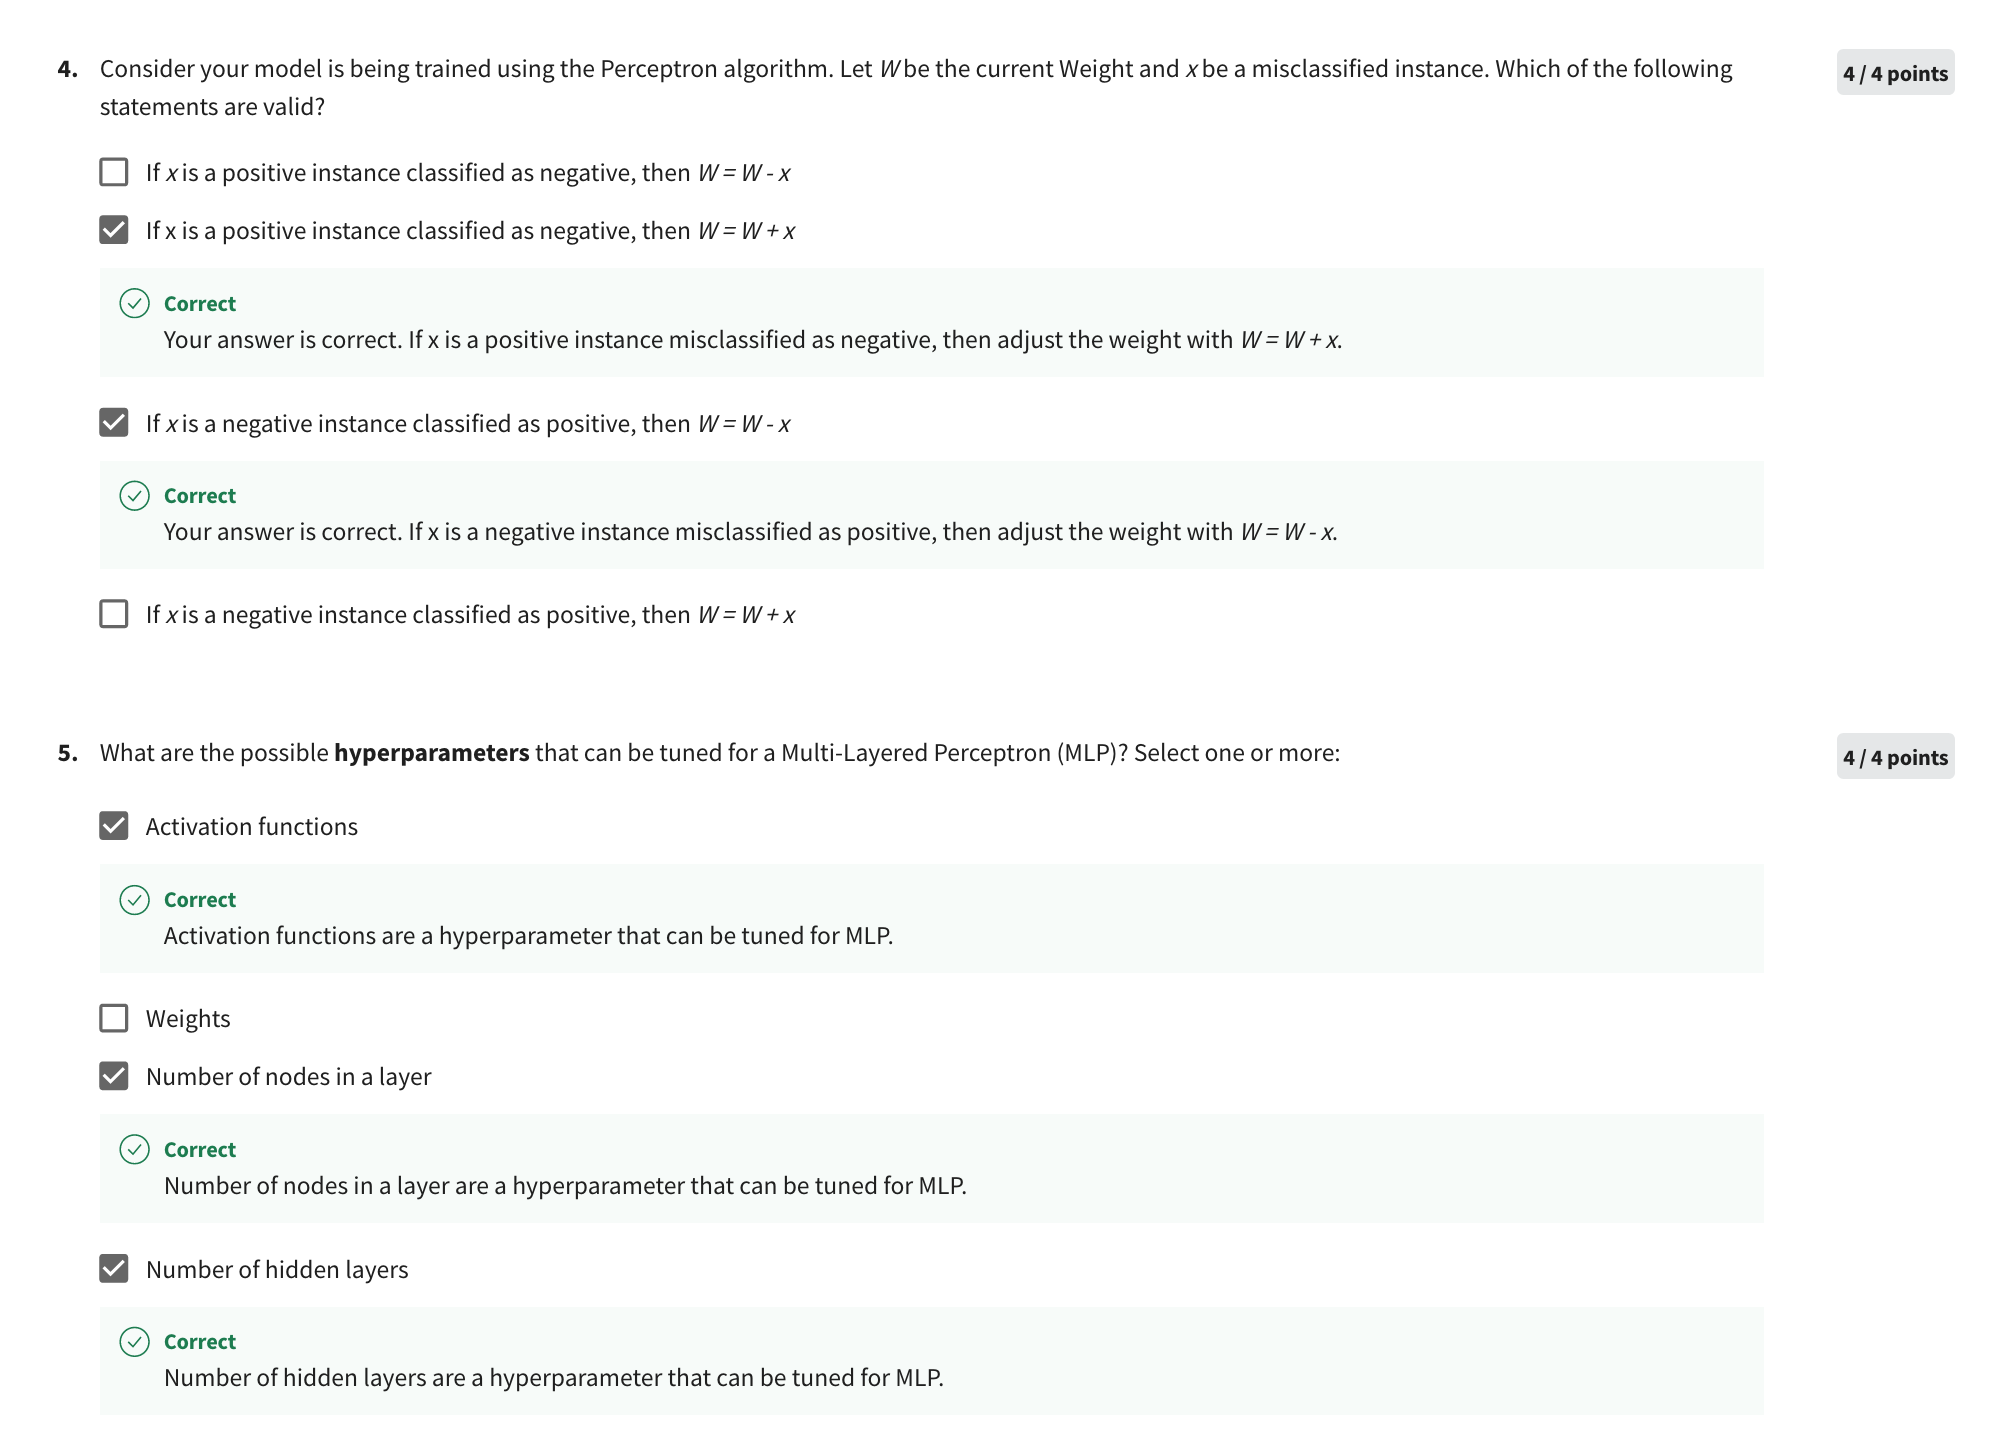 4. Consider your model is being trained using the Perceptron algorithm. Let W be the current Weight and x be a misclassified instance. Which of the following
statements are valid?
4 / 4 points
If x is a positive instance classified as negative, then W = W - x
If x is a positive instance classified as negative, then W = W + x
Correct
Your answer is correct. If x is a positive instance misclassified as negative, then adjust the weight with W = W + x.
If x is a negative instance classified as positive, then W = W - x
Correct
Your answer is correct. If x is a negative instance misclassified as positive, then adjust the weight with W = W - x.
If x is a negative instance classified as positive, then W = W + x
5. What are the possible hyperparameters that can be tuned for a Multi-Layered Perceptron (MLP)? Select one or more:
4 / 4 points
Activation functions
Correct
Activation functions are a hyperparameter that can be tuned for MLP.
Weights
Number of nodes in a layer
Correct
Number of nodes in a layer are a hyperparameter that can be tuned for MLP.
Number of hidden layers
Correct
Number of hidden layers are a hyperparameter that can be tuned for MLP.